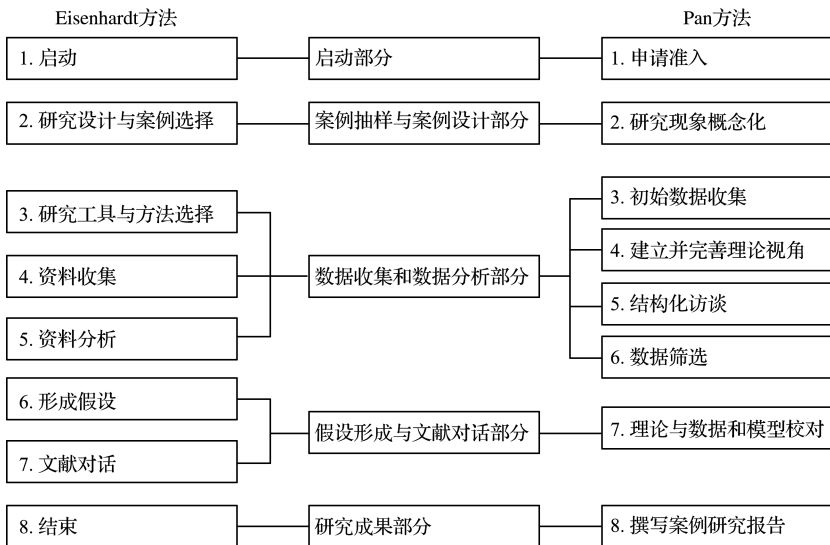 Eisenhardt方法
Pan方法
1. 启动
启动部分
1. 申请准入
2. 研究设计与案例选择
案例抽样与案例设计部分
2. 研究现象概念化
3. 研究工具与方法选择
4. 资料收集
5. 资料分析
数据收集和数据分析部分
3. 初始数据收集
4. 建立并完善理论视角
5. 结构化访谈
6. 数据筛选
6. 形成假设
7. 文献对话
假设形成与文献对话部分
7. 理论与数据和模型校对
8. 结束
研究成果部分
8. 撰写案例研究报告